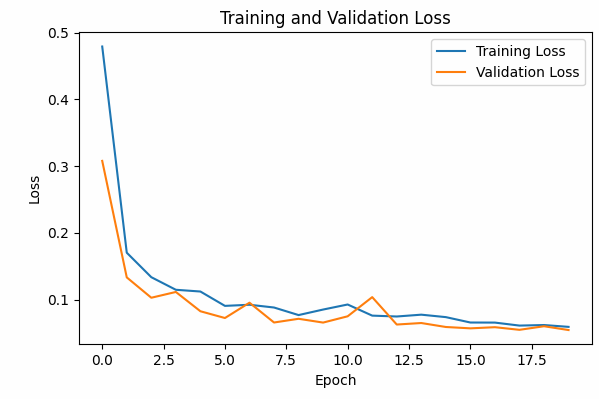 Training and Validation Loss
Training Loss
Validation Loss
Loss
0.5
0.4
0.3
0.2
0.1
0.0 2.5 5.0 7.5 10.0 12.5 15.0 17.5
Epoch